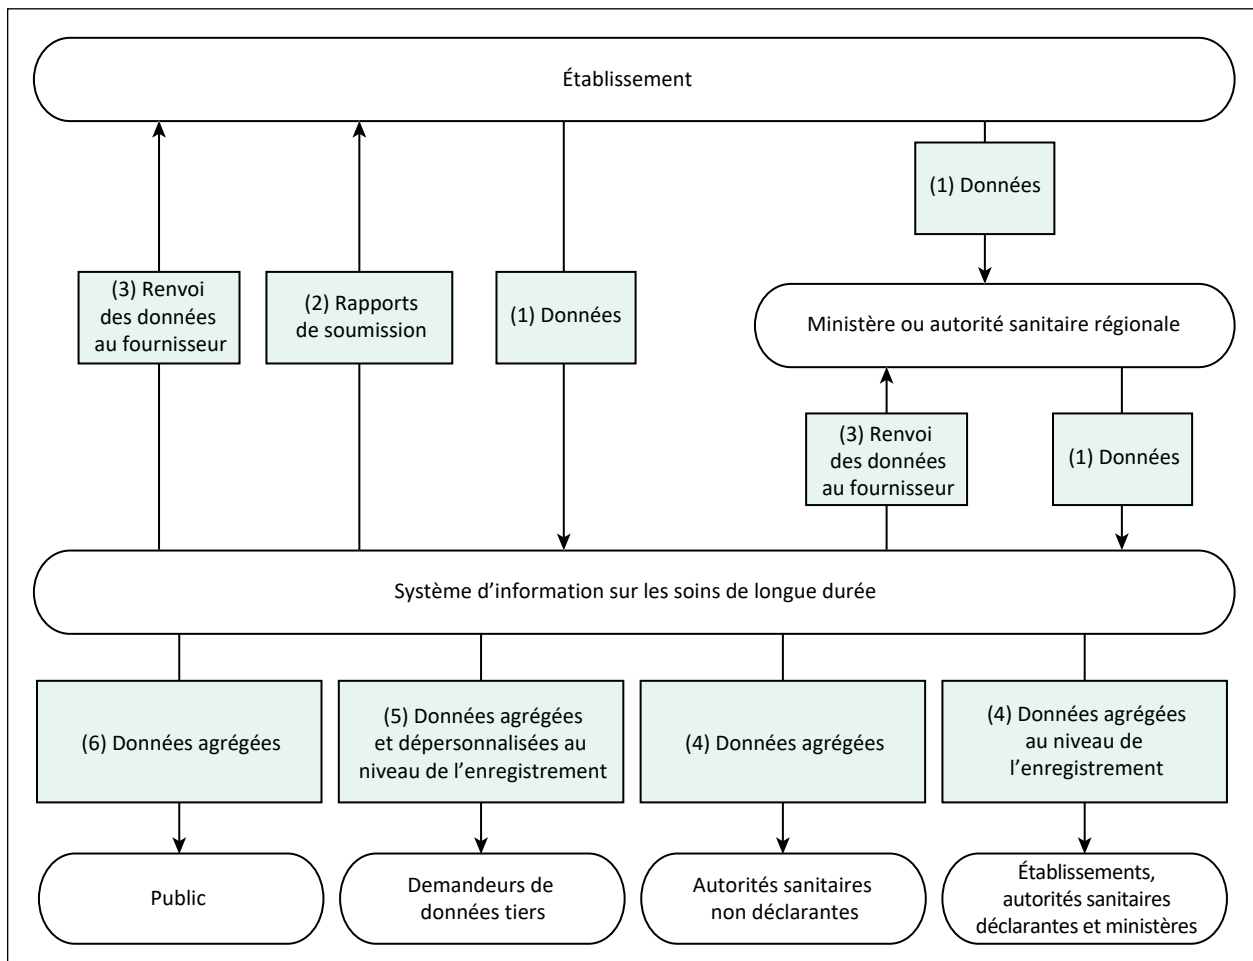 Établissement
(1) Données
(3) Renvoi
des données
au fournisseur
(2) Rapports
de soumission
(1) Données
Ministère ou autorité sanitaire régionale
(3) Renvoi
des données
au fournisseur
(1) Données
Système d’information sur les soins de longue durée
(6) Données agrégées
(5) Données agrégées
et dépersonnalisées au
niveau de l’enregistrement
(4) Données agrégées
(4) Données agrégées
au niveau de
l’enregistrement
Public
Demandeurs de
données tiers
Autorités sanitaires
non déclarantes
Établissements,
autorités sanitaires
déclarantes et ministères